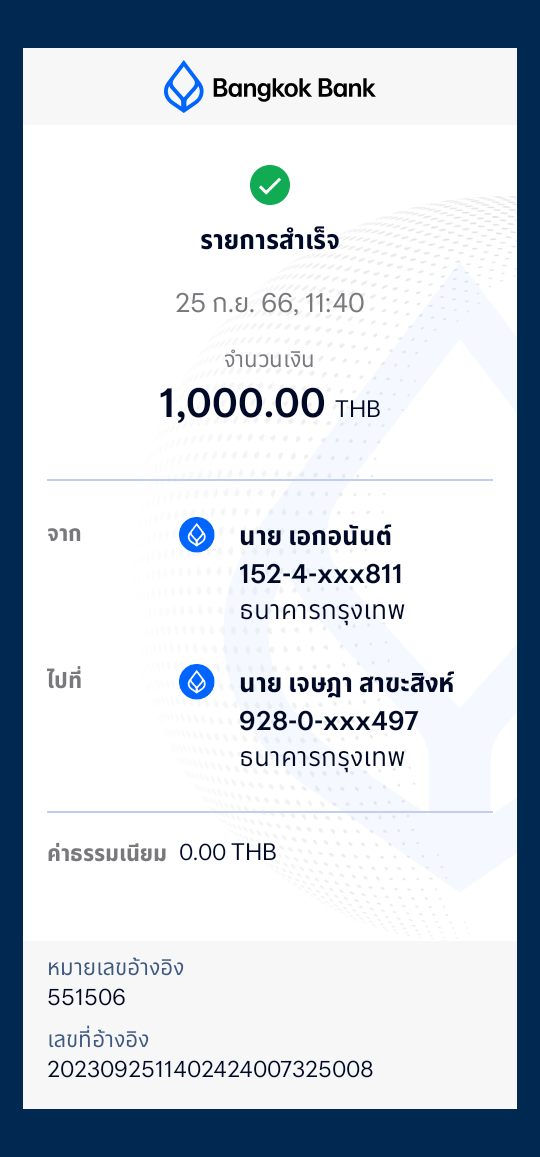 Bangkok Bank
รายการสำเร็จ
25 ก.ย. 66, 11:40
จำนวนเงิน
1,000.00 THB
จาก
นาย เอกอนันต์
152-4-xxx811
ธนาคารกรุงเทพ
ไปที่
นาย เจษฎา สาขะสิงห์
928-0-xxx497
ธนาคารกรุงเทพ
ค่าธรรมเนียม 0.00 THB
หมายเลขอ้างอิง
551506
เลขที่อ้างอิง
2023092511402424007325008